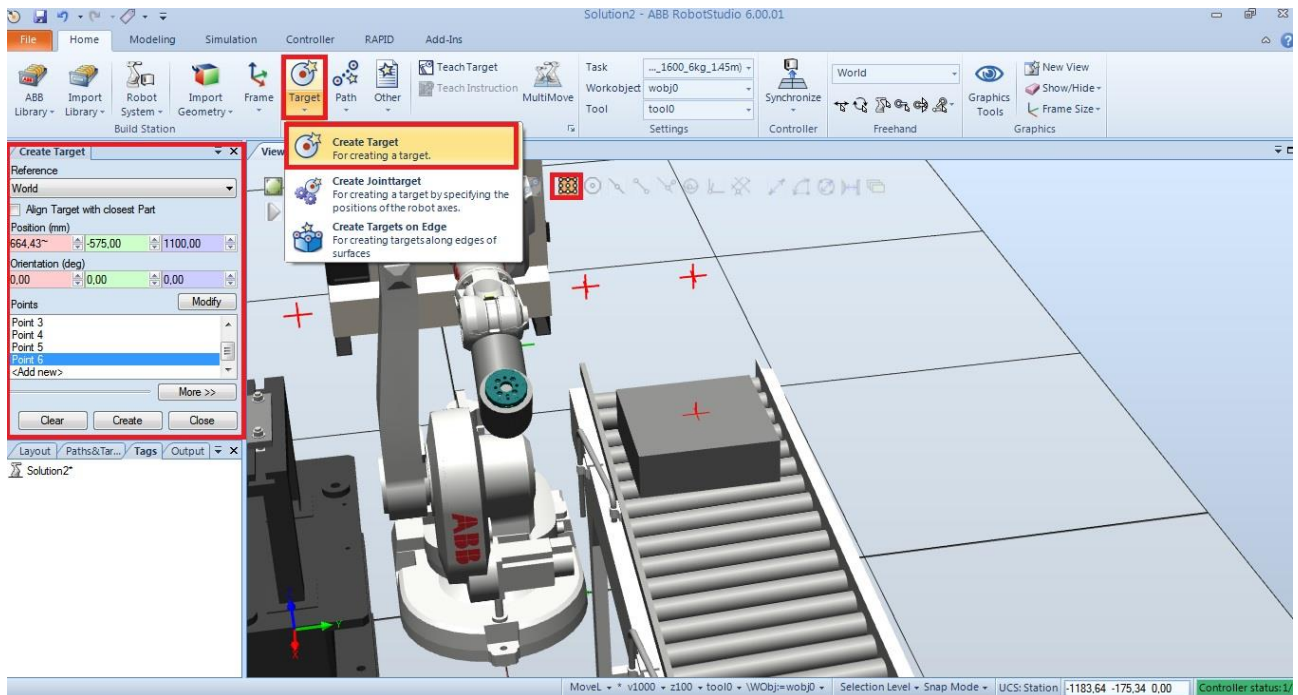 Solution2 - ABB RobotStudio 6.00.01
File Home Modeling Simulation Controller RAPID Add-Ins
ABB Library
Import Library
Robot System
Import Geometry
Frame
Target
Path
Other
Teach Target
Teach Instruction
MultiMove
Task ..._1600_6kg_1.45m)
Workobject wobj0
Tool tool0
Synchronize
World
Graphics Tools
New View
Show/Hide
Frame Size
Build Station
Settings
Controller
Freehand
Graphics
Create Target
For creating a target.
Create Jointtarget
For creating a target by specifying the
positions of the robot axes.
Create Targets on Edge
For creating targets along edges of
surfaces
Create Target
Reference
World
Align Target with closest Part
Position (mm)
664,43~ -575,00 1100,00
Orientation (deg)
0,00 0,00 0,00
Points Modify
Point 3
Point 4
Point 5
Point 6
<Add new>
More >>
Clear Create Close
Layout Paths&Tar... Tags Output
Solution2*
View
ABB
Y
X
MoveL * v1000 z100 tool0 \WObj:=wobj0 Selection Level Snap Mode UCS: Station -1183,64 -175,34 0,00 Controller status: 1/